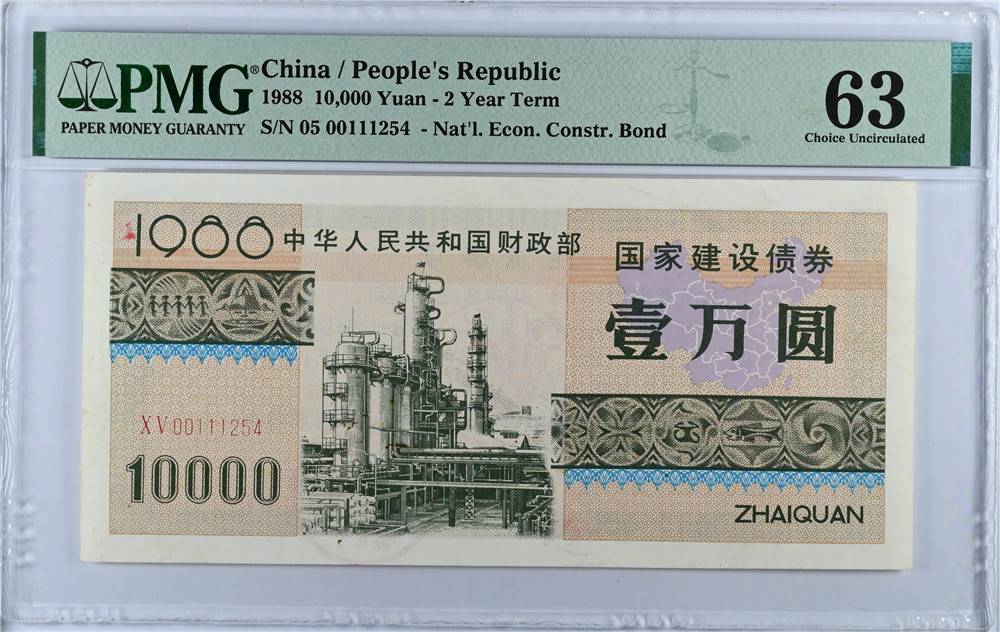 PMG®
PAPER MONEY GUARANTY
China / People's Republic
1988 10,000 Yuan - 2 Year Term
S/N 05 00111254 - Nat'l. Econ. Constr. Bond
63
Choice Uncirculated
1988 中华人民共和国财政部
国家建设债券
壹万圆
XV00111254
10000
ZHAIQUAN